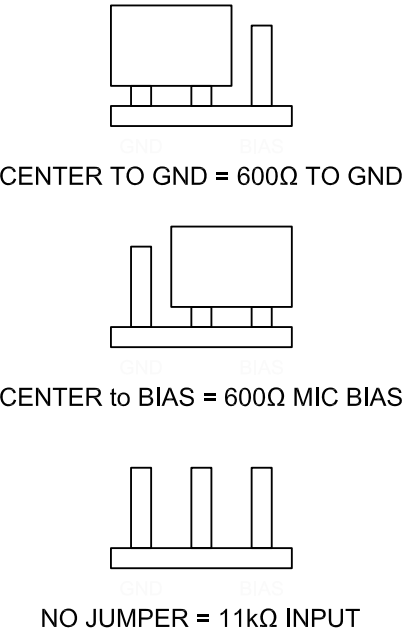 GND BIAS
CENTER TO GND = 600Ω TO GND
GND BIAS
CENTER to BIAS = 600Ω MIC BIAS
GND BIAS
NO JUMPER = 11kΩ INPUT